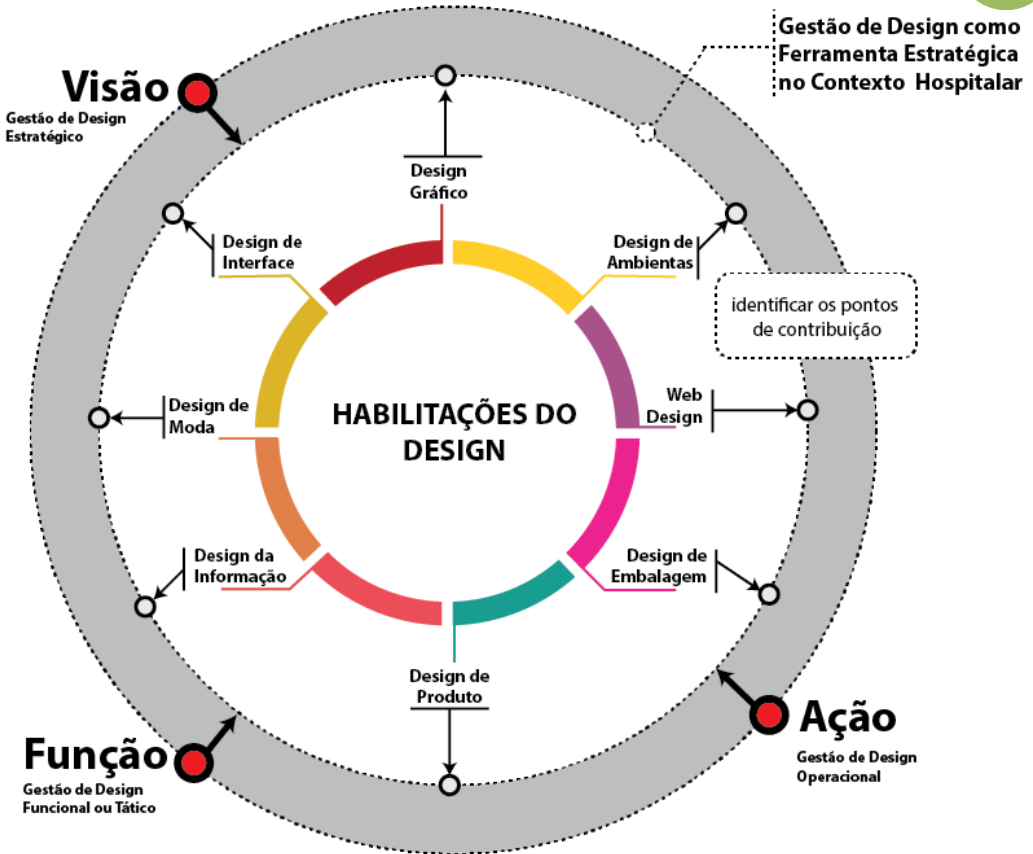 Gestão de Design como
Ferramenta Estratégica
no Contexto Hospitalar
Visão
Gestão de Design
Estratégico
Design
Gráfico
Design de
Interface
Design de
Ambientas
identificar os pontos
de contribuição
Design de
Moda
HABILITAÇÕES DO
DESIGN
Web
Design
Design da
Informação
Design de
Embalagem
Design de
Produto
Função
Gestão de Design
Funcional ou Tático
Ação
Gestão de Design
Operacional